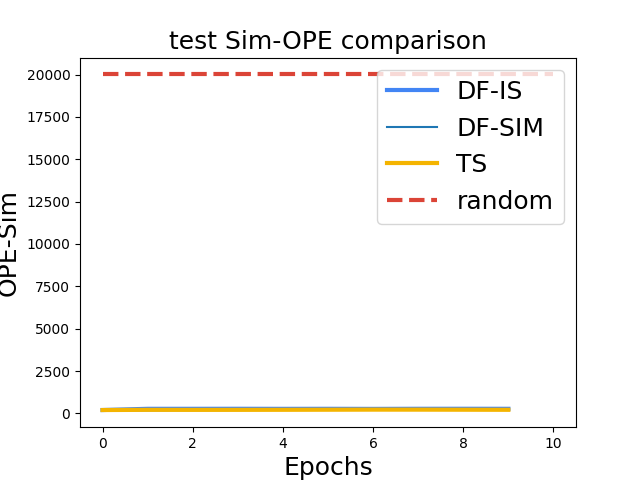 test Sim-OPE comparison
OPE-Sim
20000
17500
15000
12500
10000
7500
5000
2500
0
DF-IS
DF-SIM
TS
random
0 2 4 6 8 10
Epochs